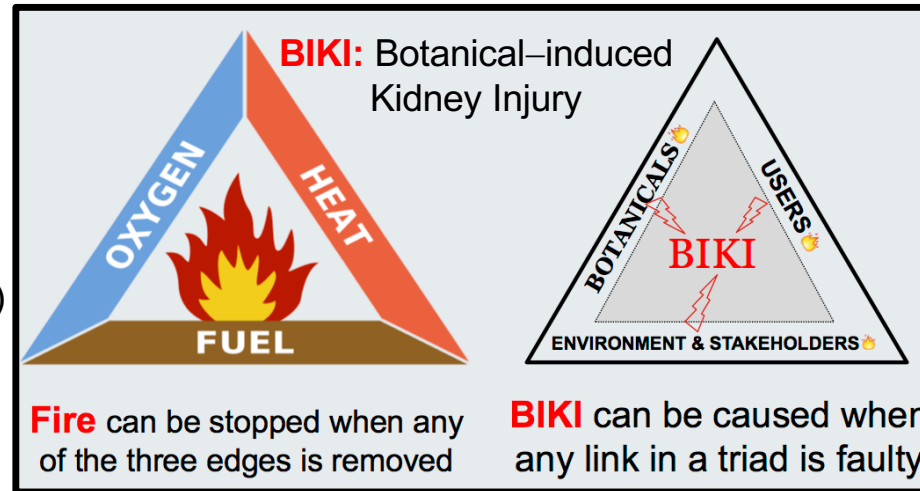 BIKI: Botanical–induced
Kidney Injury
OXYGEN
HEAT
FUEL
BOTANICALS
USERS
BIKI
ENVIRONMENT & STAKEHOLDERS
)
Fire can be stopped when any
of the three edges is removed
BIKI can be caused when
any link in a triad is faulty